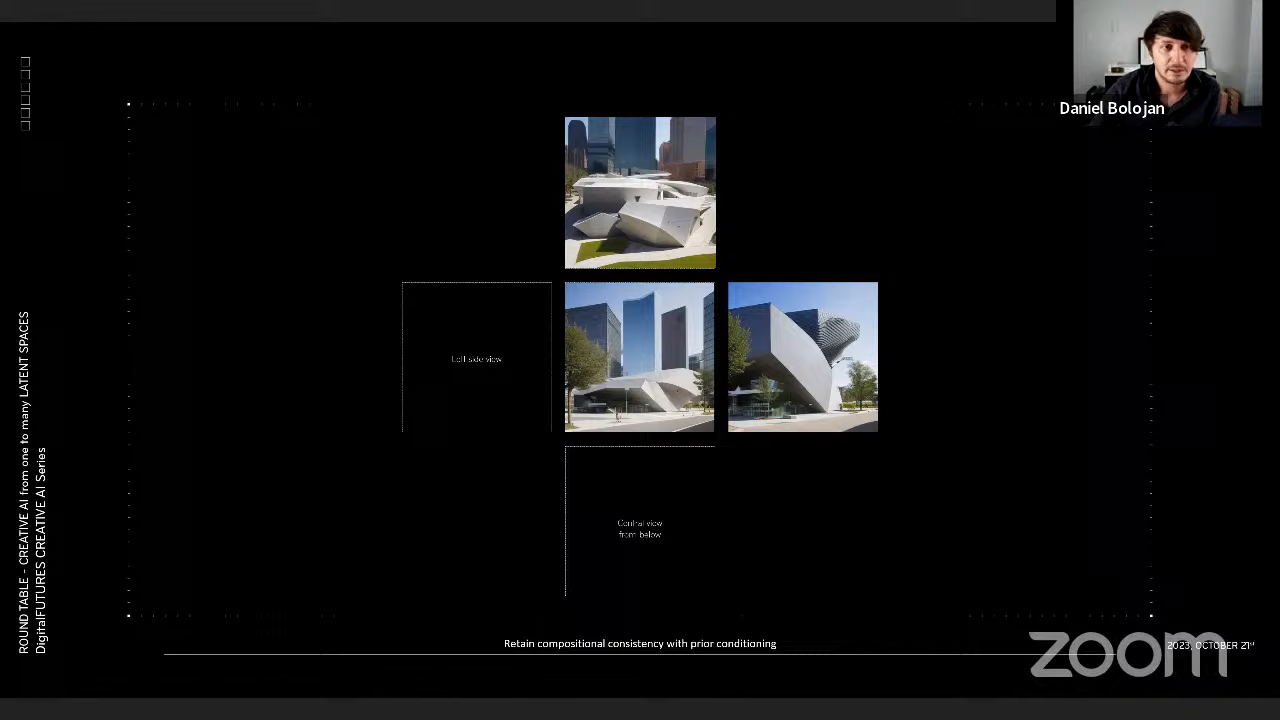 Daniel Bolojan
Left side view
Central view
from below
Retain compositional consistency with prior conditioning
ROUND TABLE - CREATIVE AI from one to many LATENT SPACES
DigitalFUTURES CREATIVE AI Series
2023, OCTOBER 21st
zoom